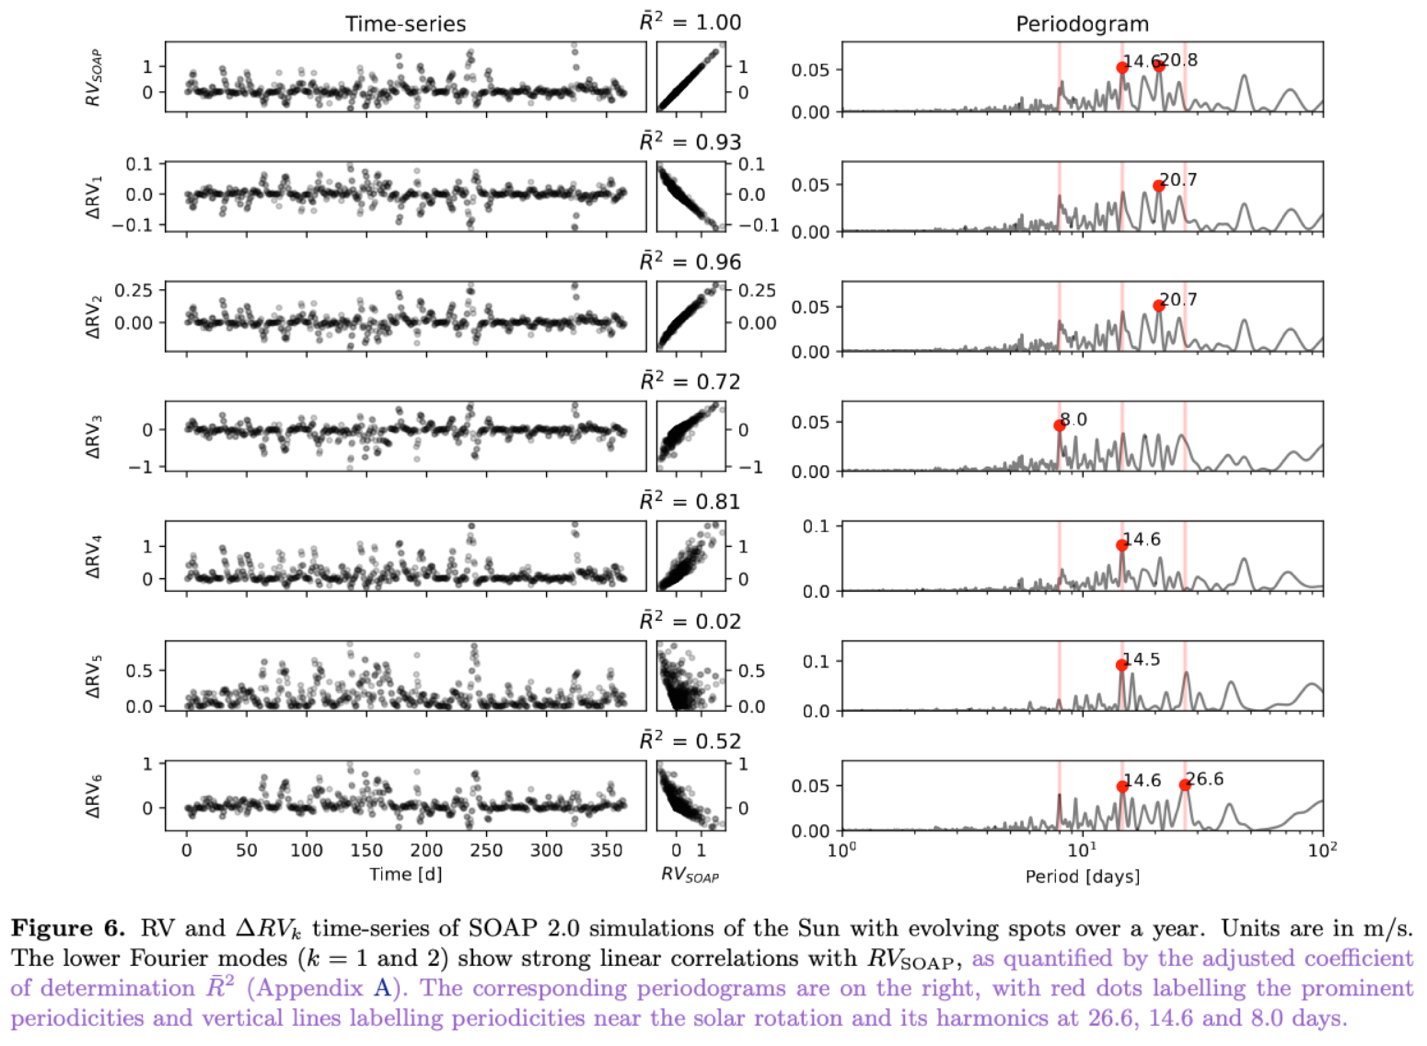 Time-series
R̄² = 1.00
Periodogram
RV_SOAP
1
0
1
0
0.05
0.00
14.6
20.8
R̄² = 0.93
ΔRV₁
0.1
0.0
−0.1
0.1
0.0
−0.1
0.05
0.00
20.7
R̄² = 0.96
ΔRV₂
0.25
0.00
0.25
0.00
0.05
0.00
20.7
R̄² = 0.72
ΔRV₃
0
−1
0
−1
0.05
0.00
8.0
R̄² = 0.81
ΔRV₄
1
0
1
0
0.1
0.0
14.6
R̄² = 0.02
ΔRV₅
0.5
0.0
0.5
0.0
0.1
0.0
14.5
R̄² = 0.52
ΔRV₆
1
0
1
0
0.05
0.00
14.6
26.6
0 50 100 150 200 250 300 350
0 1
10⁰ 10¹ 10²
Time [d]
RV_SOAP
Period [days]
Figure 6. RV and ΔRVₖ time-series of SOAP 2.0 simulations of the Sun with evolving spots over a year. Units are in m/s.
The lower Fourier modes (k = 1 and 2) show strong linear correlations with RV_SOAP, as quantified by the adjusted coefficient
of determination R̄² (Appendix A). The corresponding periodograms are on the right, with red dots labelling the prominent
periodicities and vertical lines labelling periodicities near the solar rotation and its harmonics at 26.6, 14.6 and 8.0 days.